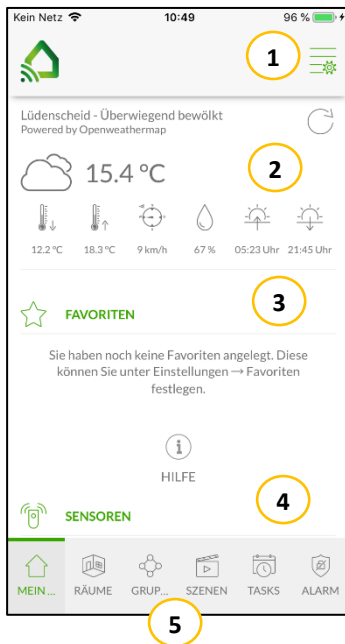 Kein Netz 10:49 96 %
1
Lüdenscheid - Überwiegend bewölkt
Powered by Openweathermap
15.4 °C
2
12.2 °C 18.3 °C 9 km/h 67 % 05:23 Uhr 21:45 Uhr
3
FAVORITEN
Sie haben noch keine Favoriten angelegt. Diese
können Sie unter Einstellungen → Favoriten
festlegen.
HILFE
4
SENSOREN
MEIN ... RÄUME GRUP... SZENEN TASKS ALARM
5